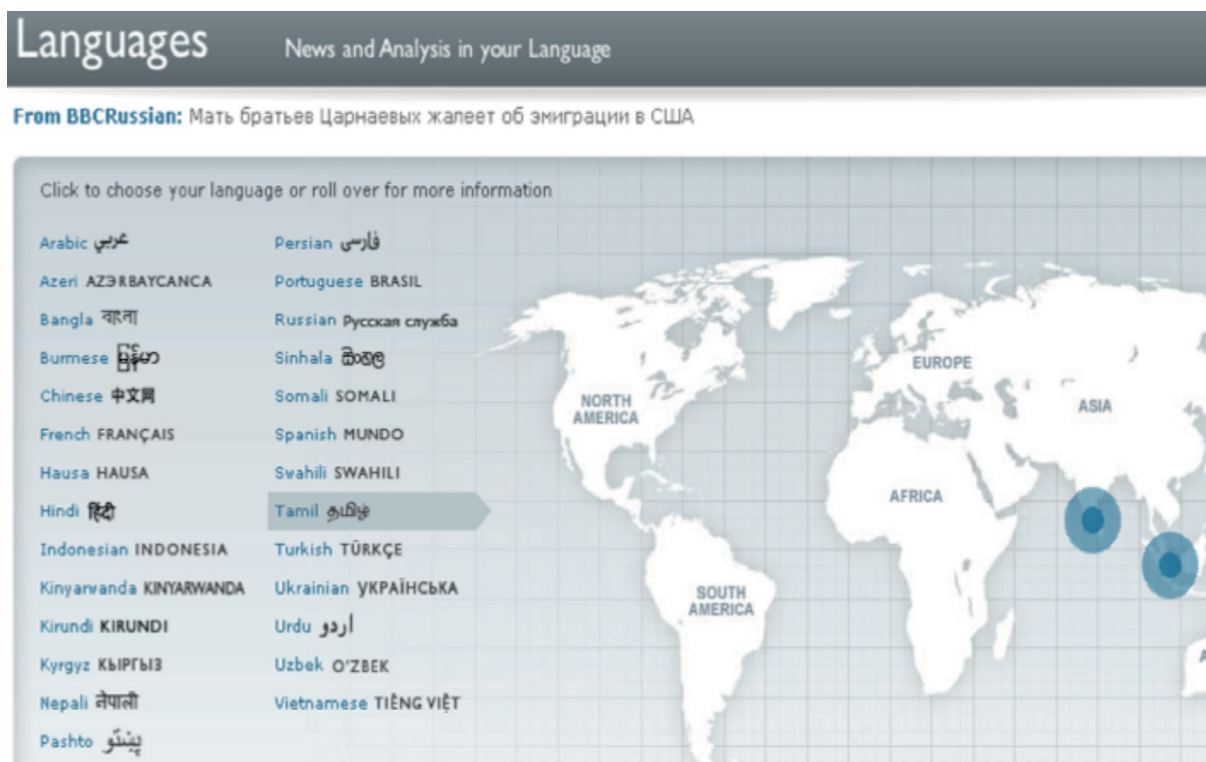 Languages News and Analysis in your Language
From BBCRussian: Мать братьев Царнаевых жалеет об эмиграции в США
Click to choose your language or roll over for more information
Arabic عربي
Azeri AZƏRBAYCANCA
Bangla বাংলা
Burmese မြန်မာ
Chinese 中文网
French FRANÇAIS
Hausa HAUSA
Hindi हिंदी
Indonesian INDONESIA
Kinyarwanda KINYARWANDA
Kirundi KIRUNDI
Kyrgyz КЫРГЫЗ
Nepali नेपाली
Pashto پښتو
Persian فارسی
Portuguese BRASIL
Russian Русская служба
Sinhala සිංහල
Somali SOMALI
Spanish MUNDO
Swahili SWAHILI
Tamil தமிழ்
Turkish TÜRKÇE
Ukrainian УКРАЇНСЬКА
Urdu اردو
Uzbek O'ZBEK
Vietnamese TIẾNG VIỆT
NORTH
AMERICA
SOUTH
AMERICA
EUROPE
AFRICA
ASIA